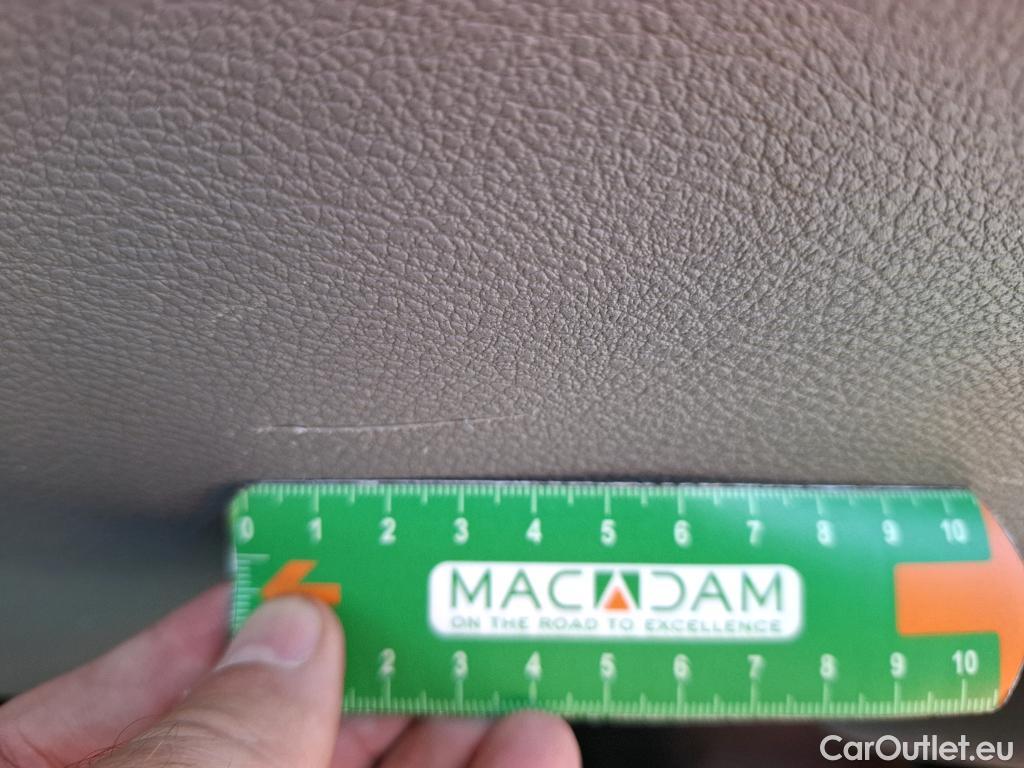 0 1 2 3 4 5 6 7 8 9 10
MACADAM
ON THE ROAD TO EXCELLENCE
2 3 4 5 6 7 8 9 10
CarOutlet.eu